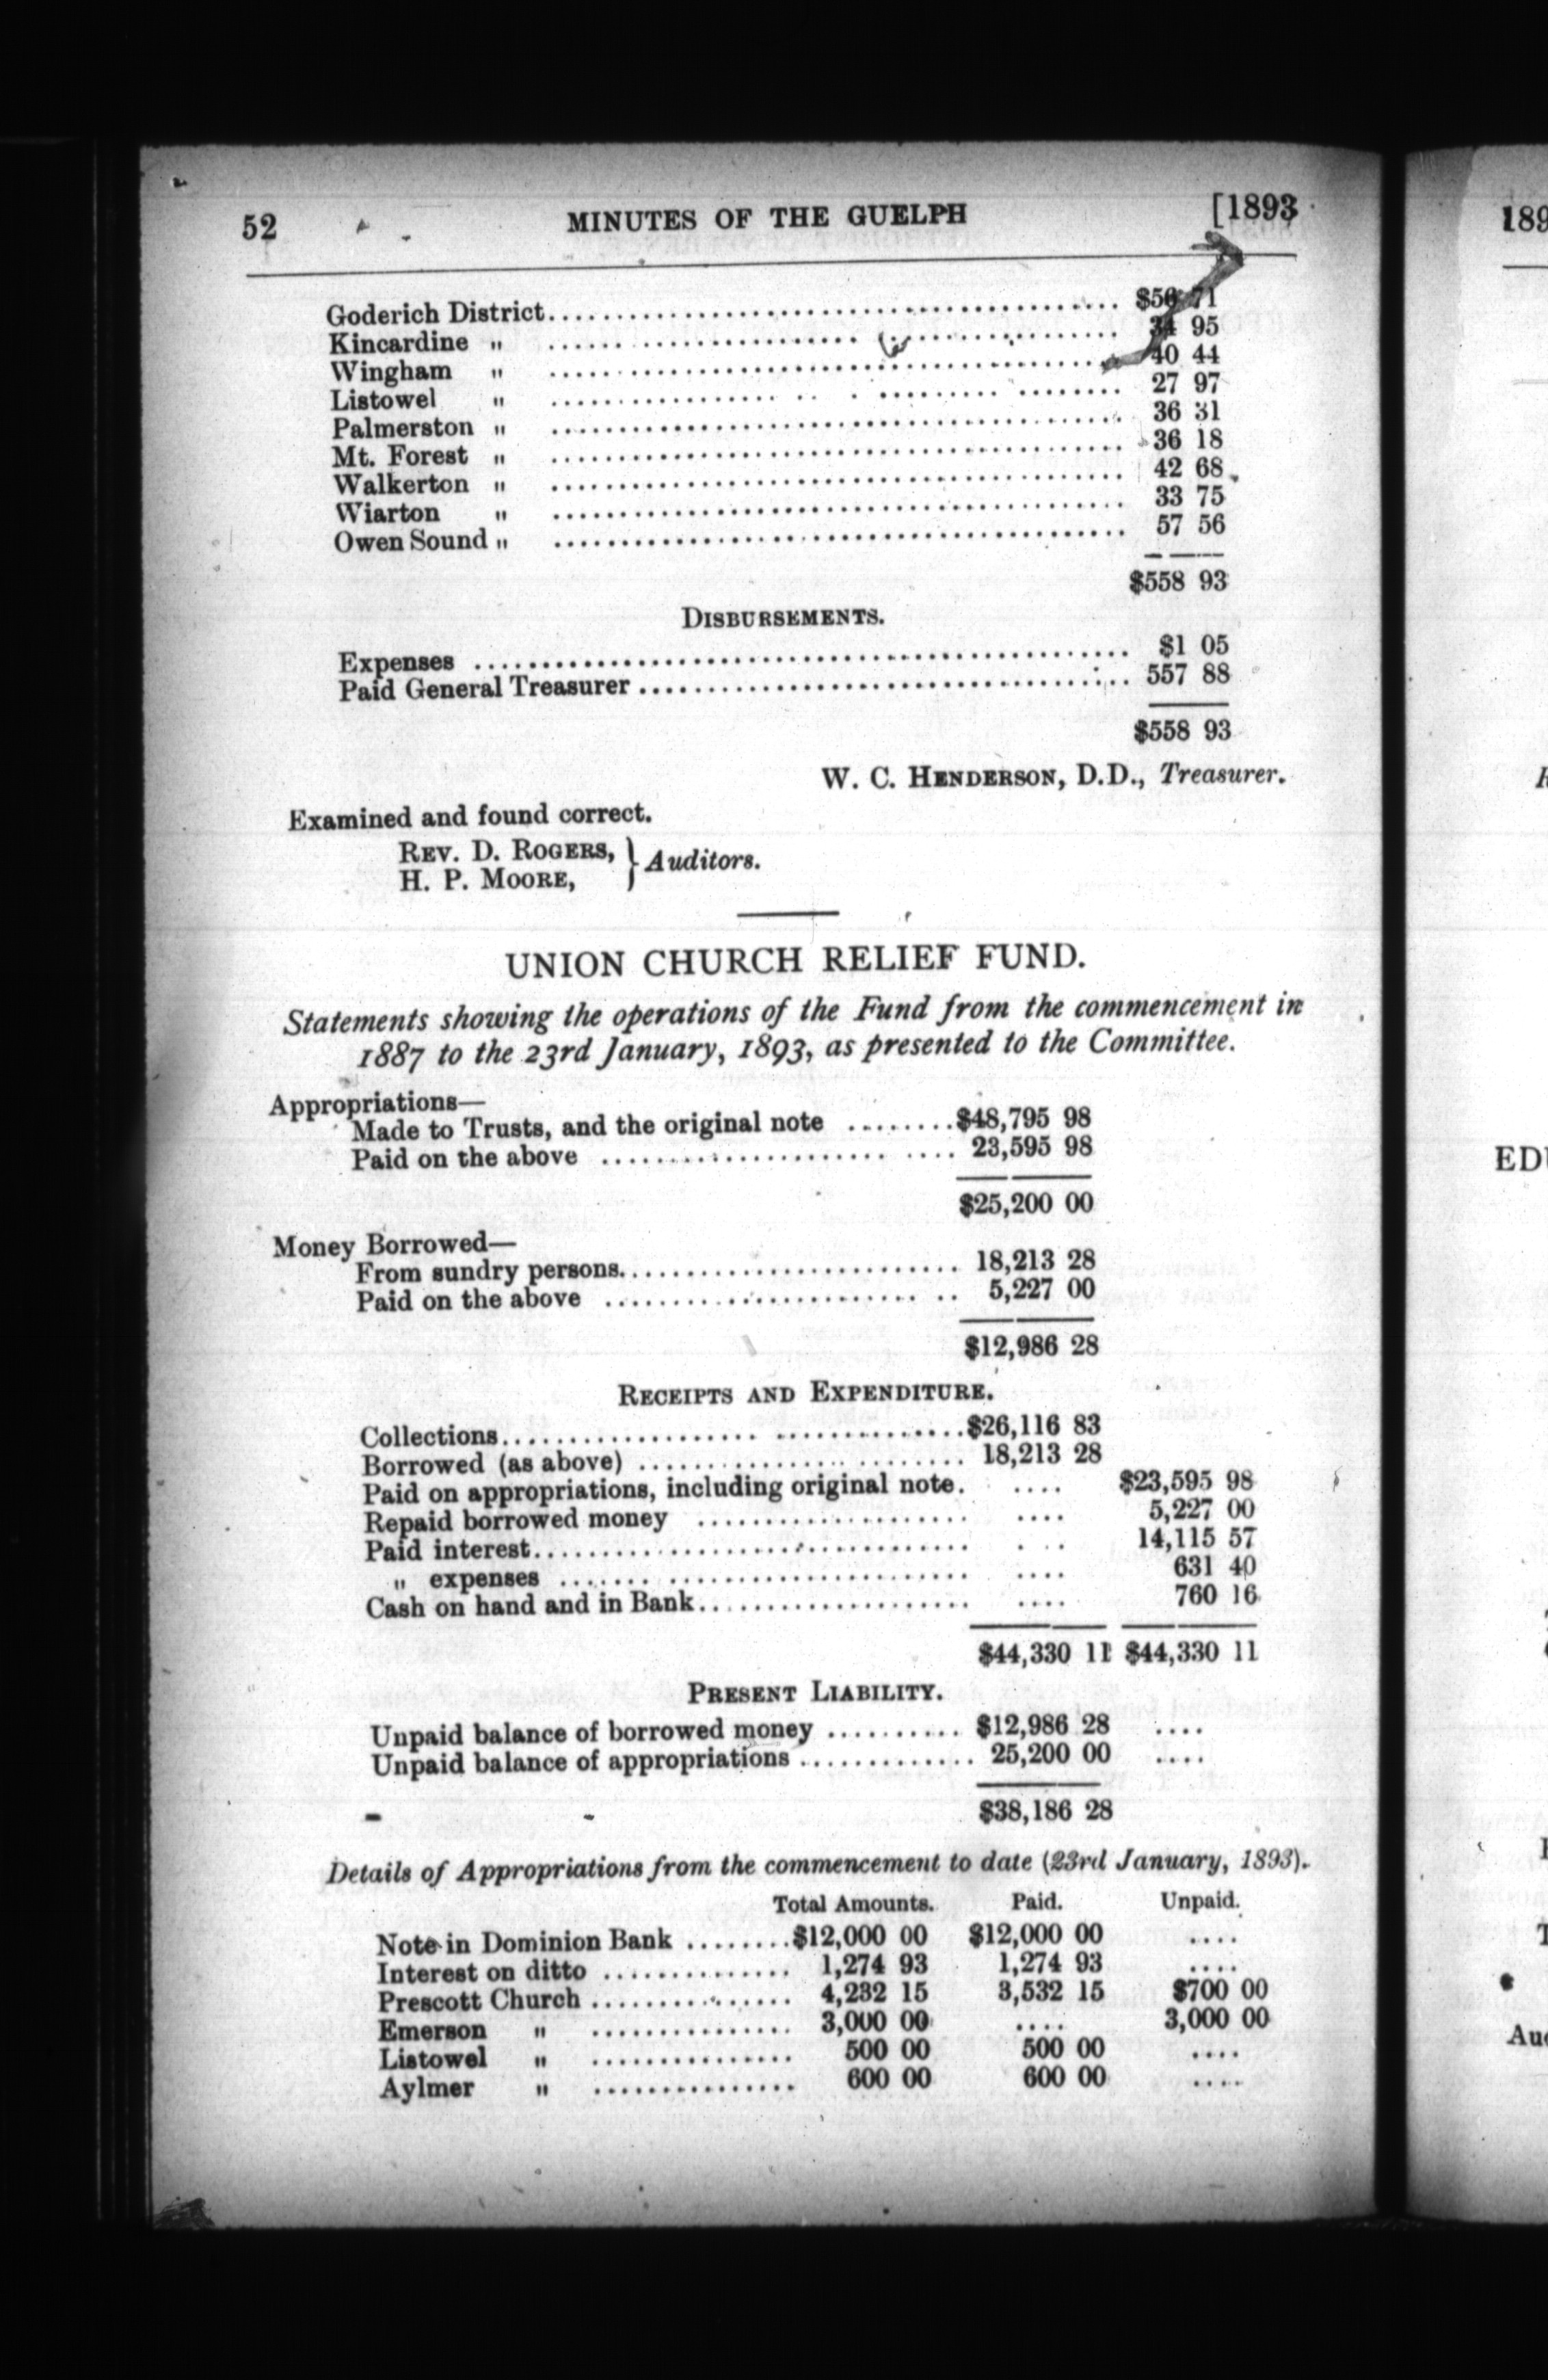 52 MINUTES OF THE GUELPH [1893
Goderich District.................... $56 71
Kincardine " .................... 34 95
Wingham " .................... 40 44
Listowel " .................... 27 97
Palmerston " .................... 36 31
Mt. Forest " .................... 36 18
Walkerton " .................... 42 68
Wiarton " .................... 33 75
Owen Sound " .................... 57 56
$558 93
DISBURSEMENTS.
Expenses .................... $1 05
Paid General Treasurer .................... 557 88
$558 93
W. C. HENDERSON, D.D., Treasurer.
Examined and found correct.
REV. D. ROGERS, } Auditors.
H. P. MOORE,
UNION CHURCH RELIEF FUND.
Statements showing the operations of the Fund from the commencement in
1887 to the 23rd January, 1893, as presented to the Committee.
Appropriations—
Made to Trusts, and the original note ........ $48,795 98
Paid on the above .................... 23,595 98
$25,200 00
Money Borrowed—
From sundry persons.................... 18,213 28
Paid on the above .................... 5,227 00
$12,986 28
RECEIPTS AND EXPENDITURE.
Collections.................... $26,116 83
Borrowed (as above) .................... 18,213 28
Paid on appropriations, including original note. .... $23,595 98
Repaid borrowed money .................... .... 5,227 00
Paid interest.................... .... 14,115 57
" expenses .................... .... 631 40
Cash on hand and in Bank.................... .... 760 16
$44,330 11 $44,330 11
PRESENT LIABILITY.
Unpaid balance of borrowed money .......... $12,986 28 ....
Unpaid balance of appropriations ............. 25,200 00 ....
$38,186 28
Details of Appropriations from the commencement to date (23rd January, 1893).
Total Amounts. Paid. Unpaid.
Note in Dominion Bank ........ $12,000 00 $12,000 00 ....
Interest on ditto .............. 1,274 93 1,274 93 ....
Prescott Church ............... 4,232 15 3,532 15 $700 00
Emerson " ............... 3,000 00 .... 3,000 00
Listowel " ............... 500 00 500 00 ....
Aylmer " ............... 600 00 600 00 ....
189
EDU